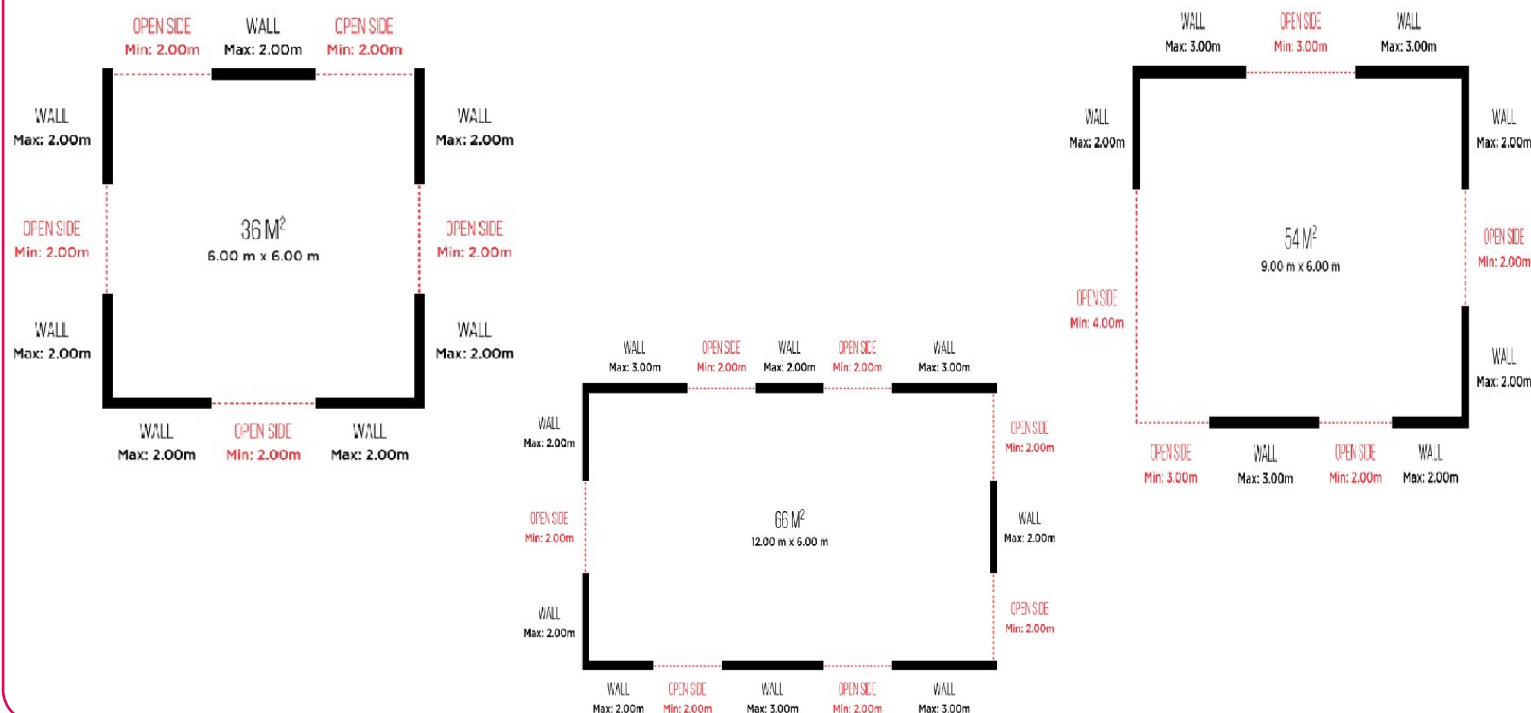 OPEN SIDE
Min: 2.00m
WALL
Max: 2.00m
OPEN SIDE
Min: 2.00m
WALL
Max: 2.00m
WALL
Max: 2.00m
OPEN SIDE
Min: 2.00m
36 M²
6.00 m x 6.00 m
OPEN SIDE
Min: 2.00m
WALL
Max: 2.00m
WALL
Max: 2.00m
WALL
Max: 2.00m
OPEN SIDE
Min: 2.00m
WALL
Max: 2.00m
WALL
Max: 3.00m
OPEN SIDE
Min: 2.00m
WALL
Max: 2.00m
OPEN SIDE
Min: 2.00m
WALL
Max: 3.00m
WALL
Max: 2.00m
OPEN SIDE
Min: 2.00m
OPEN SIDE
Min: 2.00m
66 M²
12.00 m x 6.00 m
WALL
Max: 2.00m
WALL
Max: 2.00m
OPEN SIDE
Min: 2.00m
WALL
Max: 2.00m
OPEN SIDE
Min: 2.00m
WALL
Max: 3.00m
OPEN SIDE
Min: 2.00m
WALL
Max: 3.00m
WALL
Max: 3.00m
OPEN SIDE
Min: 3.00m
WALL
Max: 3.00m
WALL
Max: 2.00m
WALL
Max: 2.00m
54 M²
9.00 m x 6.00 m
OPEN SIDE
Min: 2.00m
OPEN SIDE
Min: 4.00m
WALL
Max: 2.00m
OPEN SIDE
Min: 3.00m
WALL
Max: 3.00m
OPEN SIDE
Min: 2.00m
WALL
Max: 2.00m